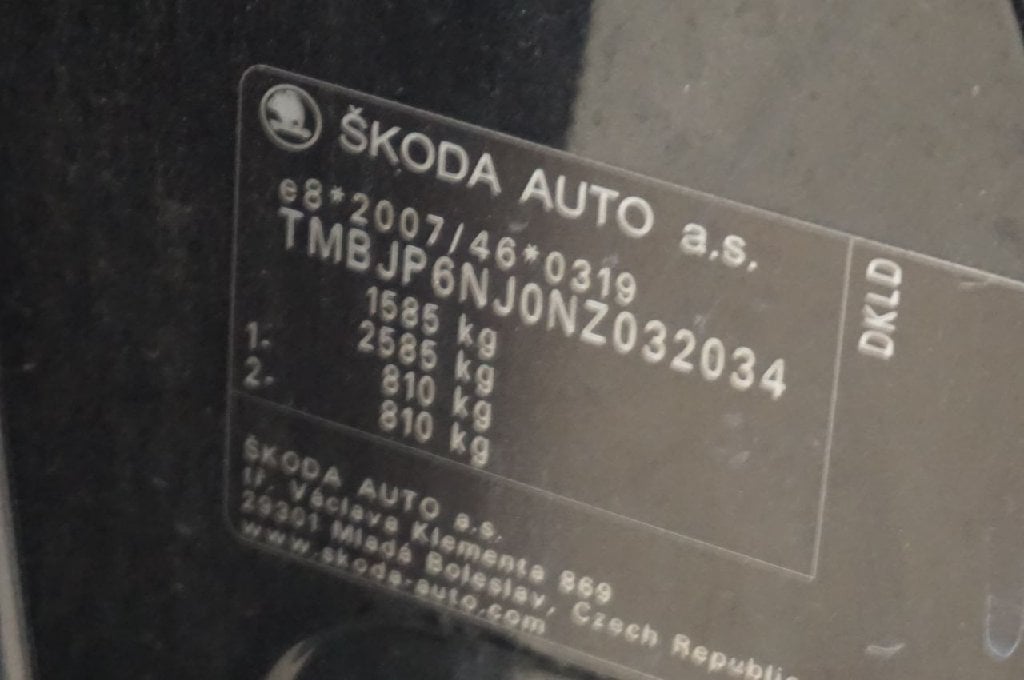 ŠKODA AUTO a.s.
e8*2007/46*0319
TMBJP6NJ0NZ032034
1585 kg
2585 kg
1. 810 kg
2. 810 kg
DKLD
ŠKODA AUTO a.s.
tř. Václava Klementa 869
29301 Mladá Boleslav, Czech Republic
www.skoda-auto.com